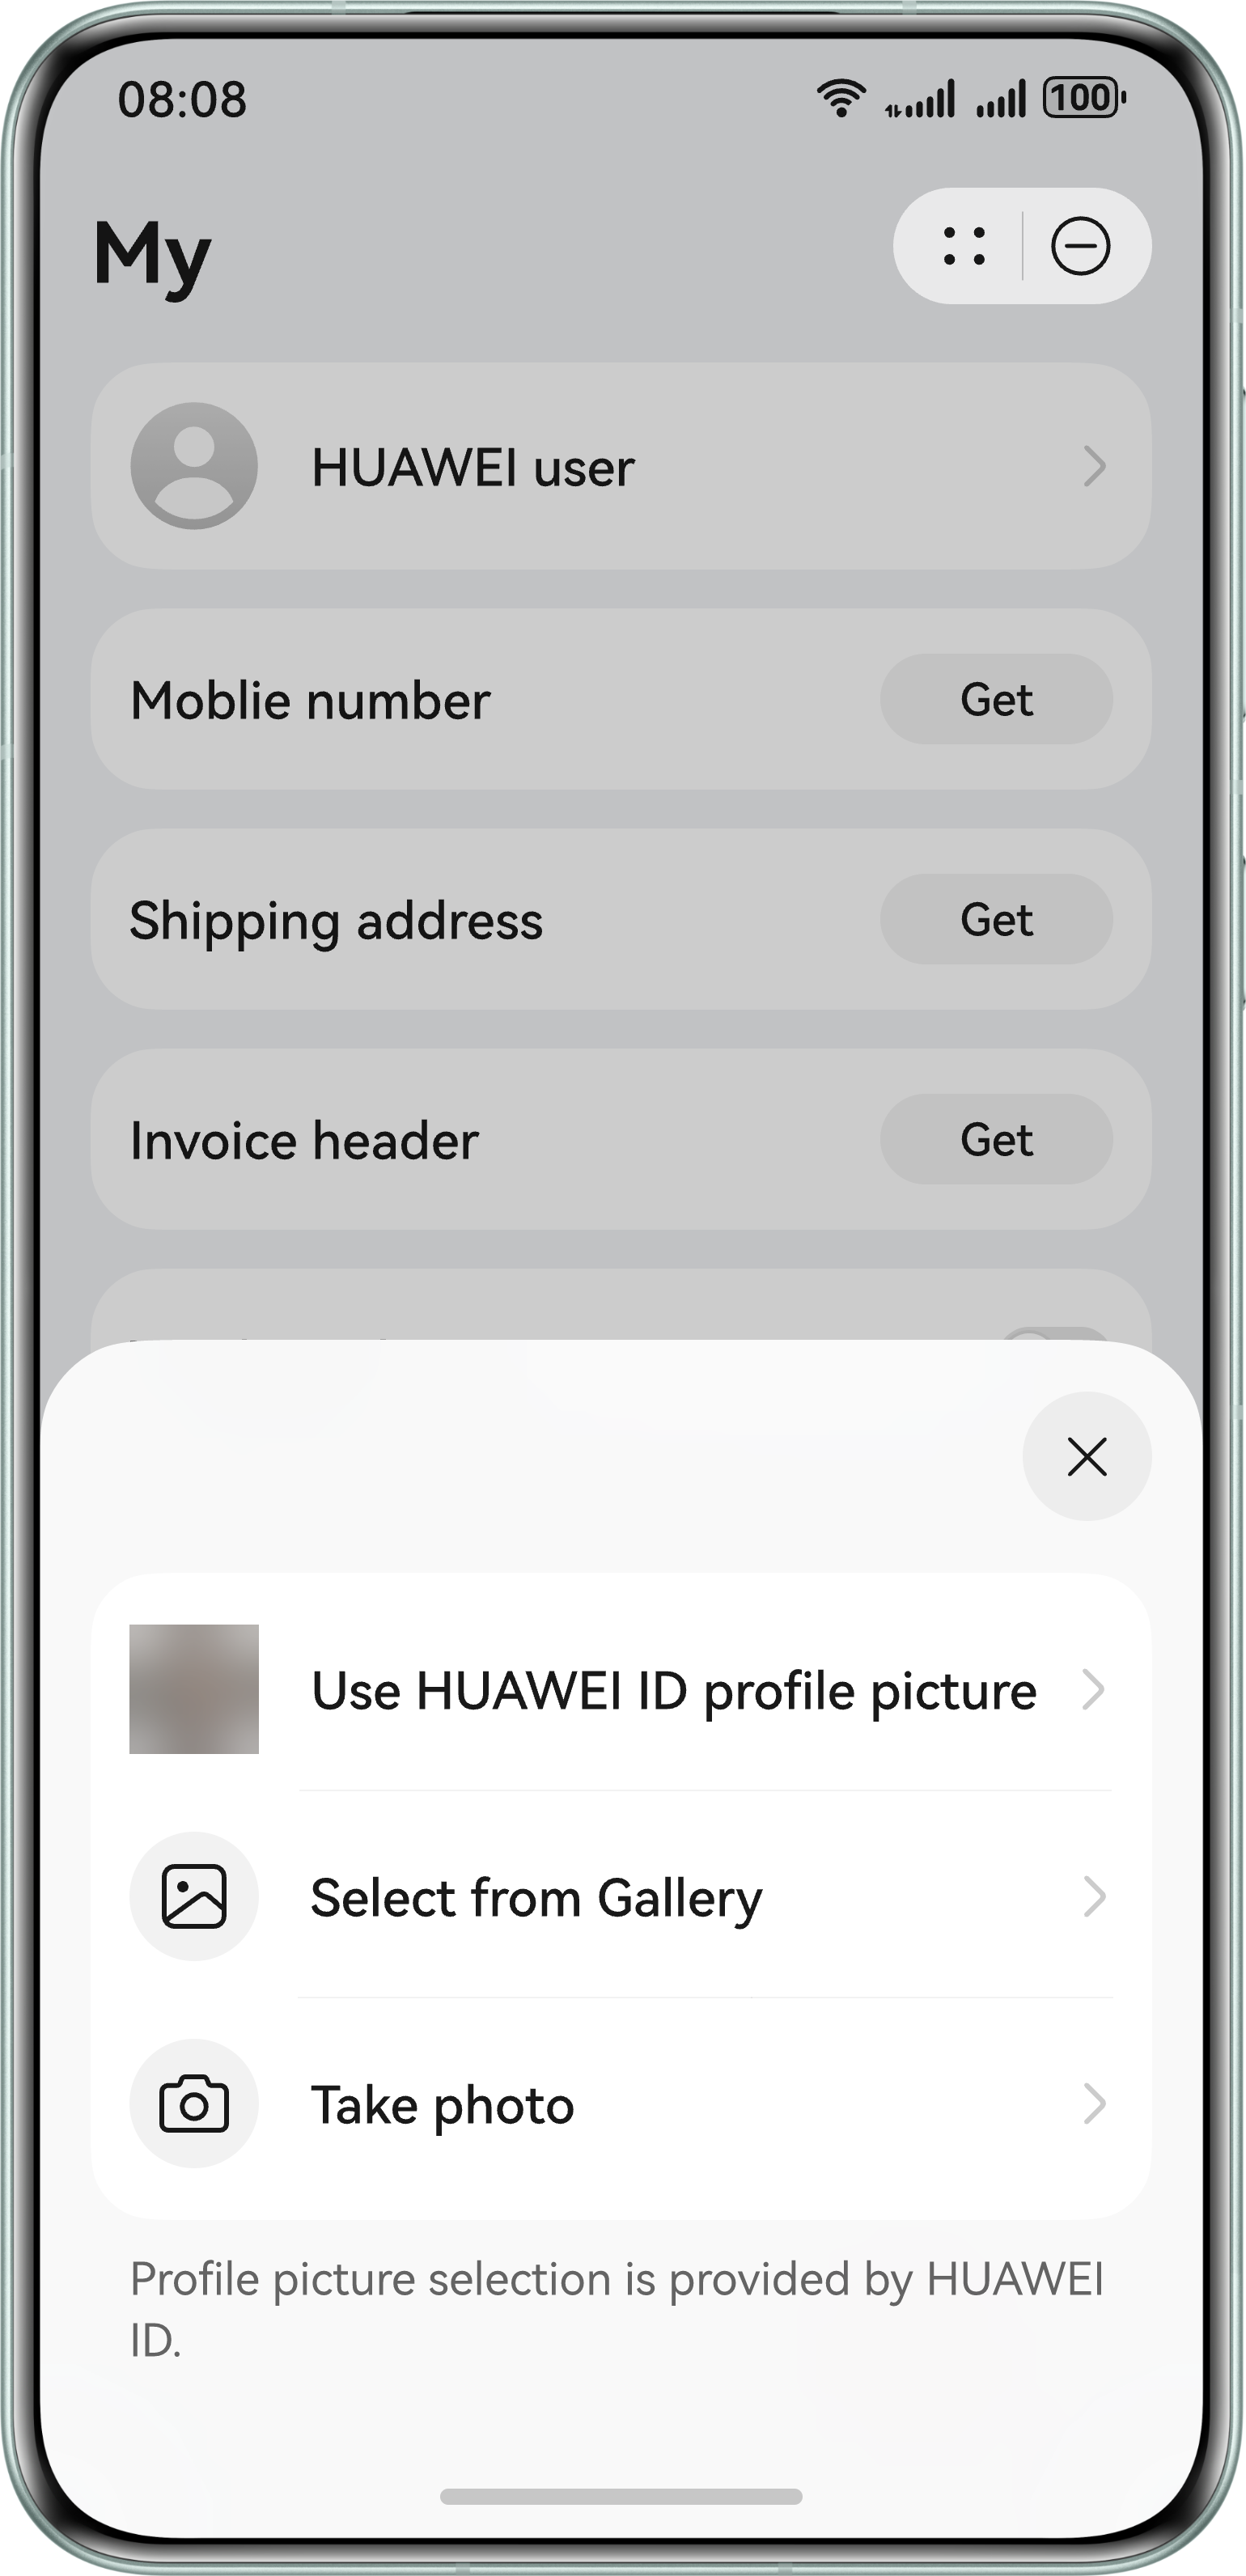 08:08
100
My
HUAWEI user
Moblie number
Get
Shipping address
Get
Invoice header
Get
Use HUAWEI ID profile picture
Select from Gallery
Take photo
Profile picture selection is provided by HUAWEI
ID.